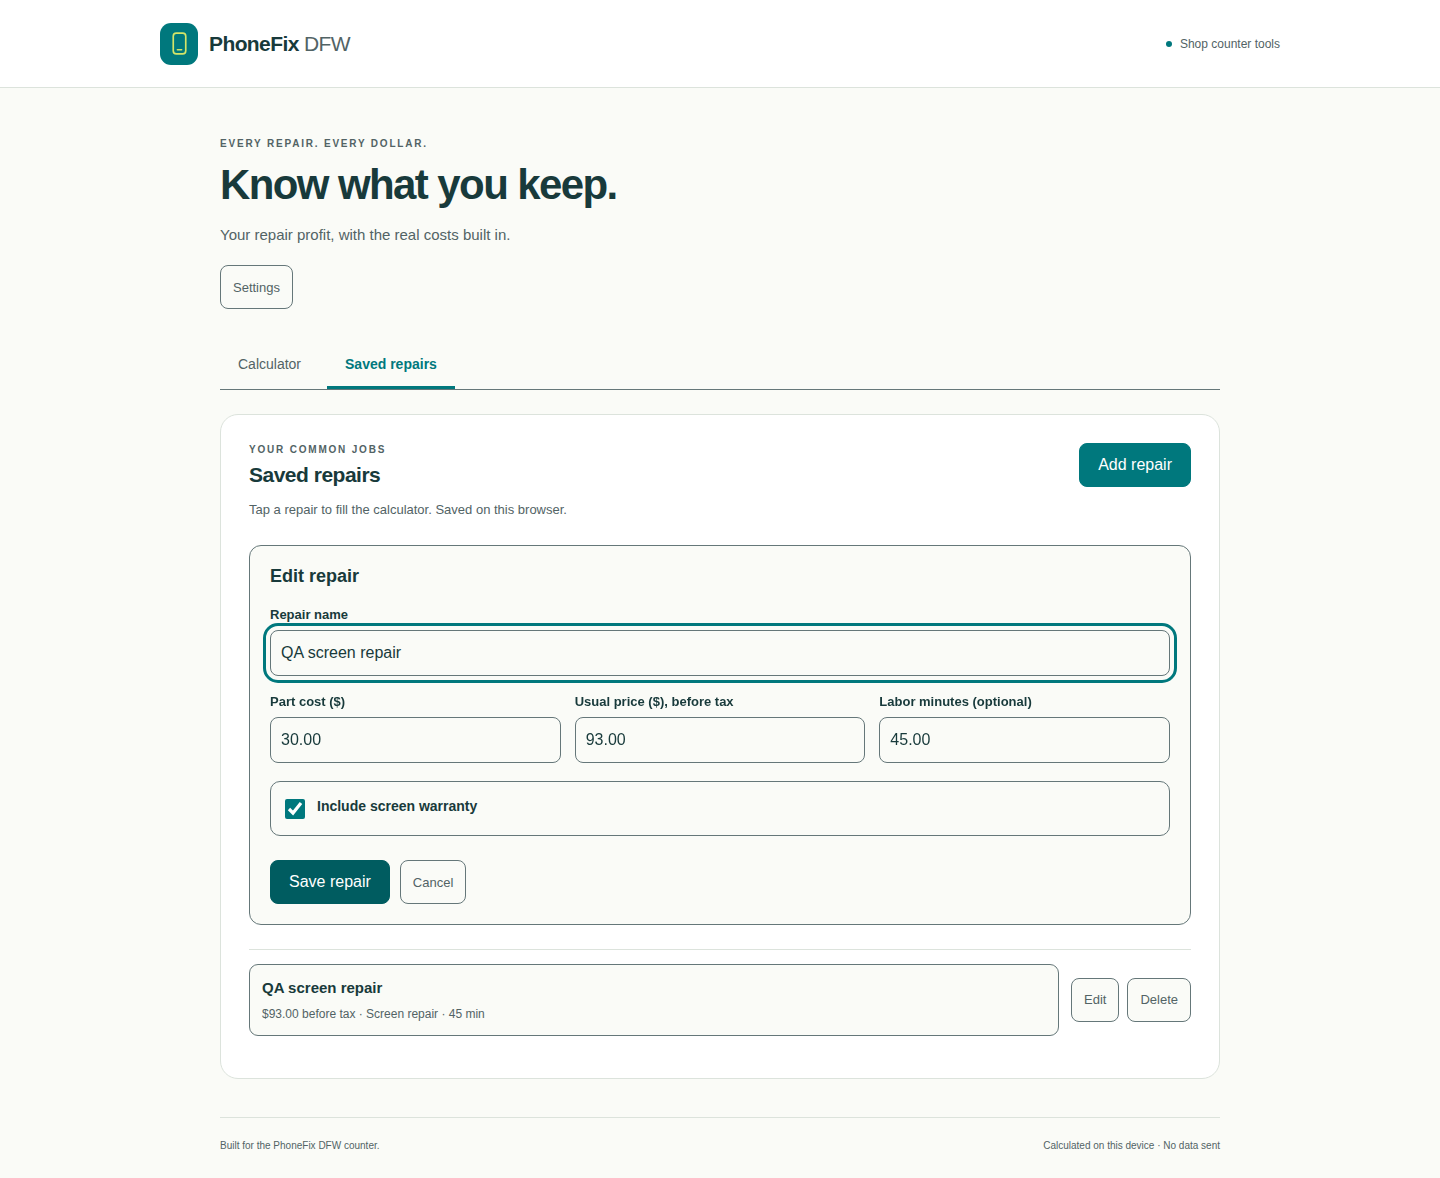 PhoneFix DFW
Shop counter tools
EVERY REPAIR. EVERY DOLLAR.
Know what you keep.
Your repair profit, with the real costs built in.
Settings
Calculator
Saved repairs
YOUR COMMON JOBS
Saved repairs
Add repair
Tap a repair to fill the calculator. Saved on this browser.
Edit repair
Repair name
QA screen repair
Part cost ($)
Usual price ($), before tax
Labor minutes (optional)
30.00
93.00
45.00
Include screen warranty
Save repair
Cancel
QA screen repair
$93.00 before tax · Screen repair · 45 min
Edit
Delete
Built for the PhoneFix DFW counter.
Calculated on this device · No data sent